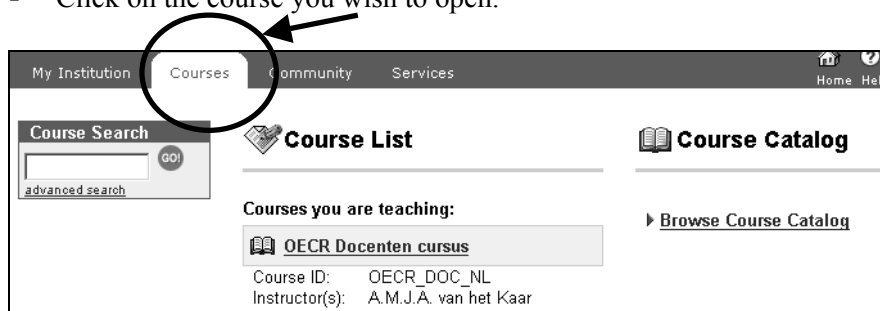 - Click on the course you wish to open.
My Institution Courses Community Services
Home Hel
Course Search
GO!
advanced search
Course List
Courses you are teaching:
OECR Docenten cursus
Course ID: OECR_DOC_NL
Instructor(s): A.M.J.A. van het Kaar
Course Catalog
Browse Course Catalog